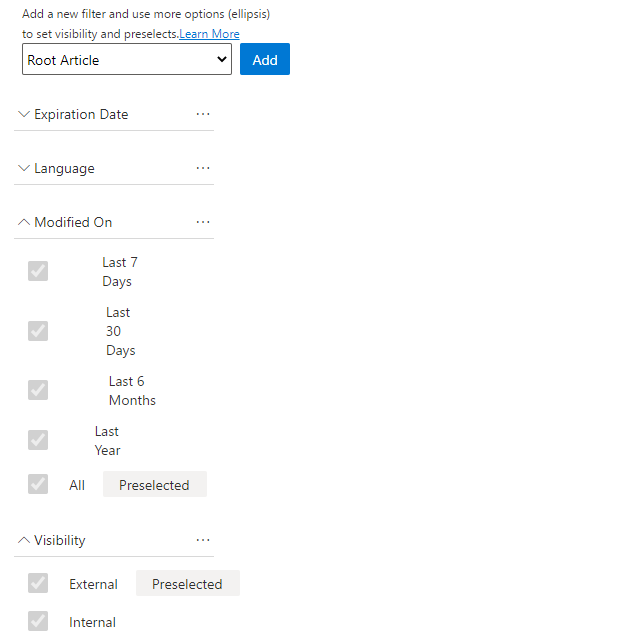 Add a new filter and use more options (ellipsis)
to set visibility and preselects.Learn More
Root Article
Add
Expiration Date
Language
Modified On
Last 7
Days
Last
30
Days
Last 6
Months
Last
Year
All Preselected
Visibility
External Preselected
Internal